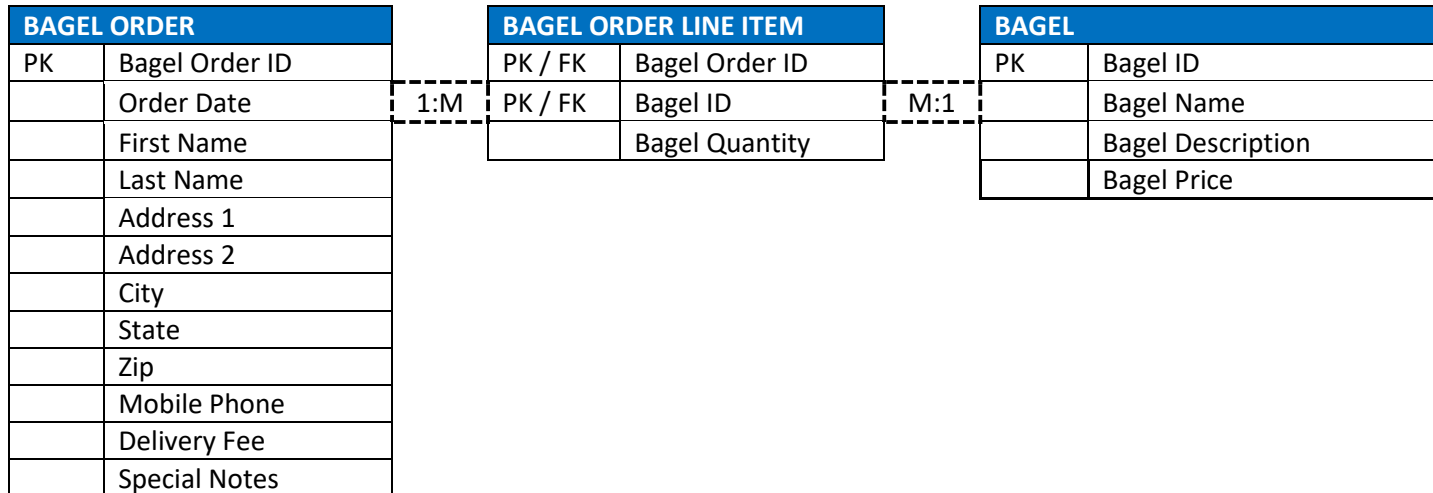 BAGEL ORDER
PK Bagel Order ID
Order Date
First Name
Last Name
Address 1
Address 2
City
State
Zip
Mobile Phone
Delivery Fee
Special Notes
1:M
BAGEL ORDER LINE ITEM
PK / FK Bagel Order ID
PK / FK Bagel ID
Bagel Quantity
M:1
BAGEL
PK Bagel ID
Bagel Name
Bagel Description
Bagel Price